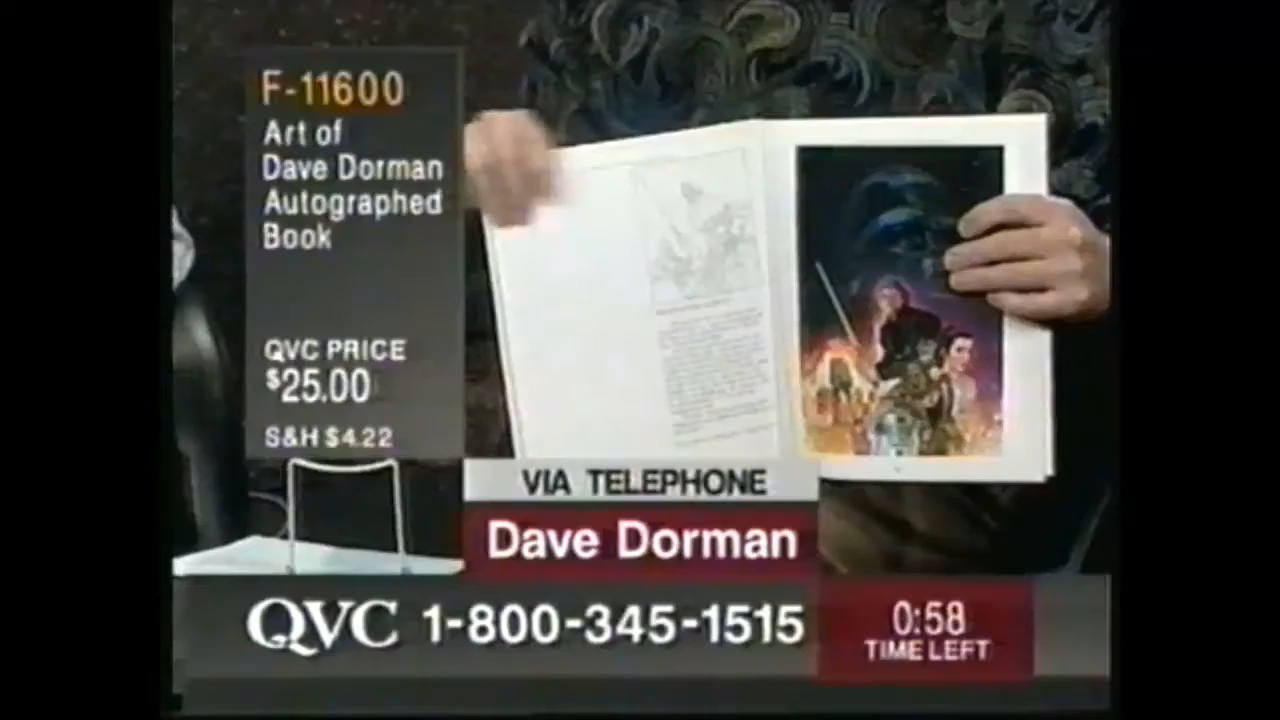 F-11600
Art of
Dave Dorman
Autographed
Book
QVC PRICE
$25.00
S&H $4.22
VIA TELEPHONE
Dave Dorman
QVC 1-800-345-1515
0:58
TIME LEFT